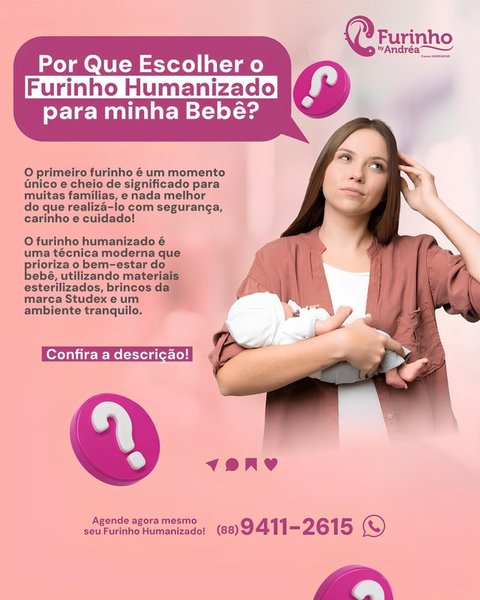 Furinho
by Andréa
Por Que Escolher o
Furinho Humanizado
para minha Bebê?
O primeiro furinho é um momento
único e cheio de significado para
muitas famílias, e nada melhor
do que realizá-lo com segurança,
carinho e cuidado!
O furinho humanizado é
uma técnica moderna que
prioriza o bem-estar do
bebê, utilizando materiais
esterilizados, brincos da
marca Studex e um
ambiente tranquilo.
Confira a descrição!
Agende agora mesmo
seu Furinho Humanizado!
(88) 9411-2615